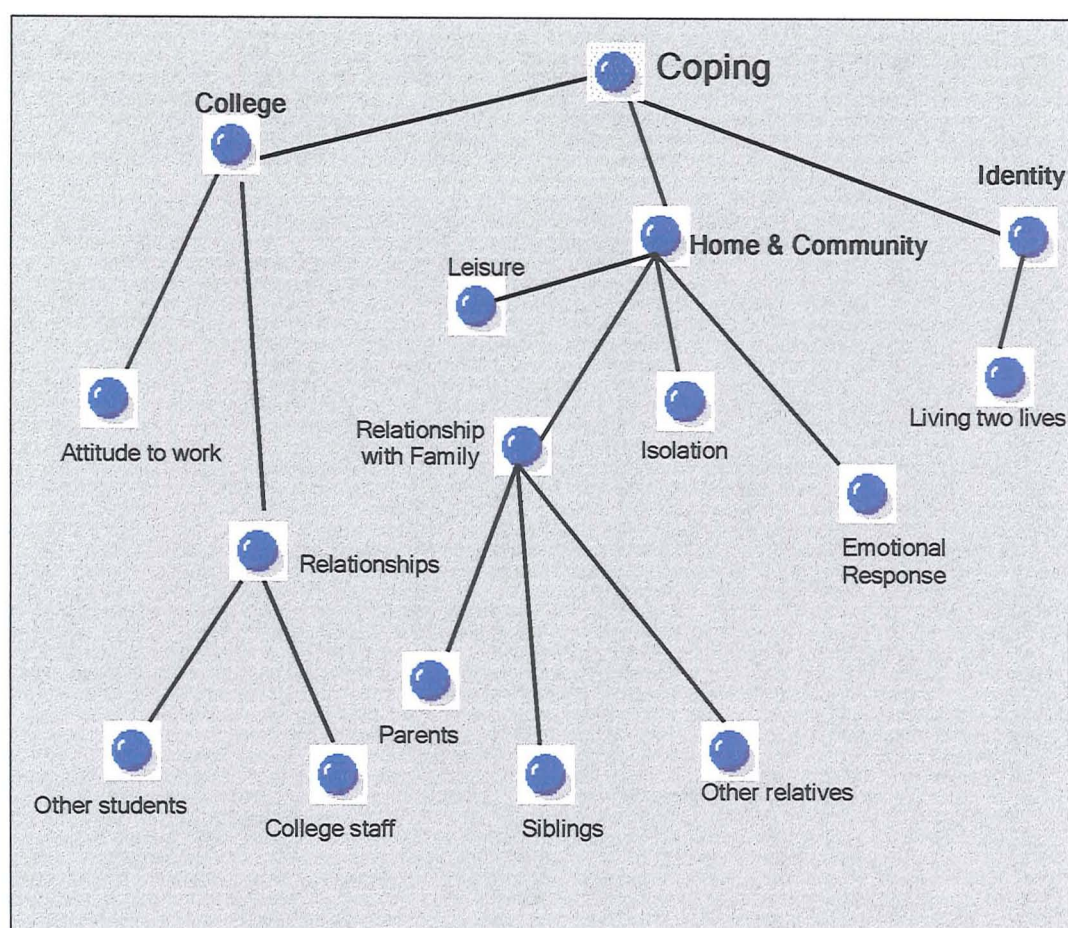 Coping
College
Identity
Home & Community
Leisure
Attitude to work
Relationship
with Family
Isolation
Living two lives
Relationships
Emotional
Response
Parents
Other students
College staff
Siblings
Other relatives